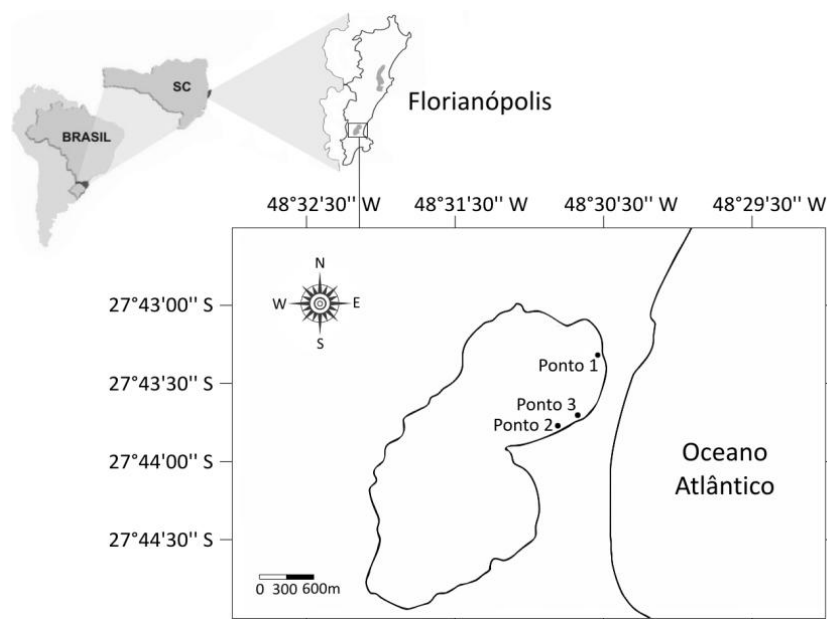 SC
BRASIL
Florianópolis
48°32'30'' W
48°31'30'' W
48°30'30'' W
48°29'30'' W
N
W
E
S
27°43'00'' S
27°43'30'' S
27°44'00'' S
27°44'30'' S
Ponto 1
Ponto 3
Ponto 2
Oceano
Atlântico
0 300 600m